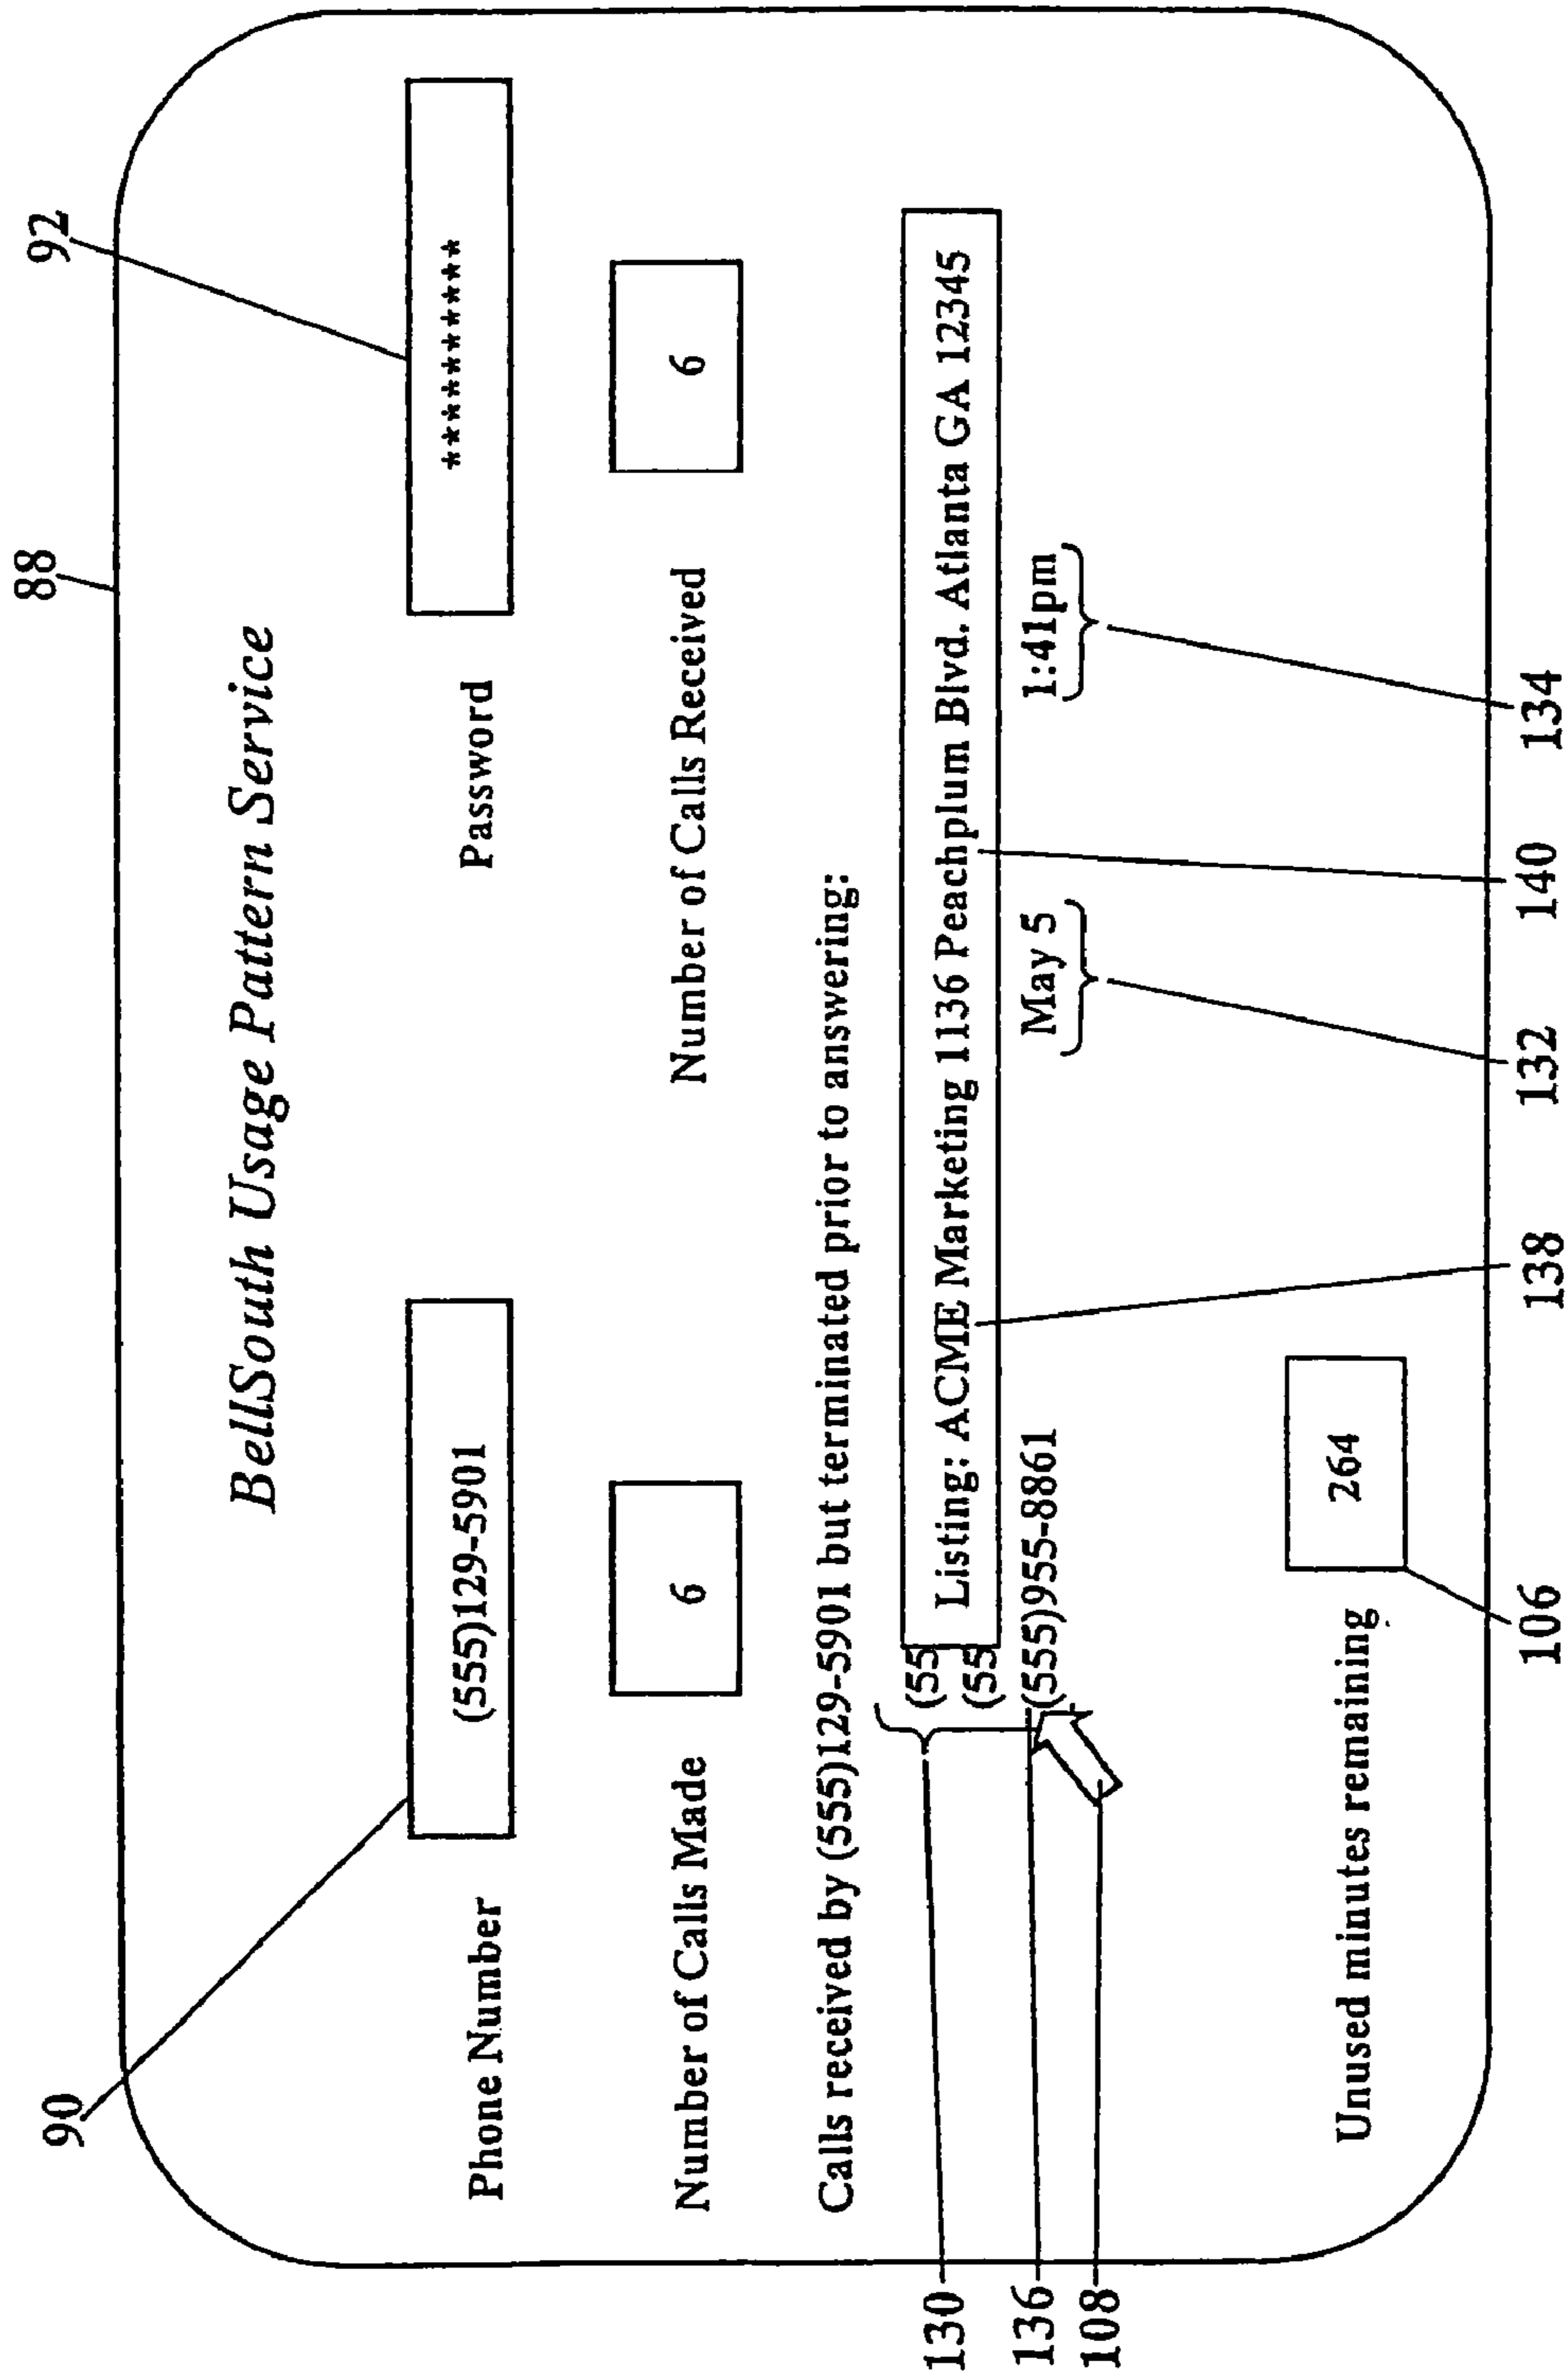 88
92
90
BellSouth Usage Pattern Service
Phone Number (555)129-5901 Password *********
Number of Calls Made 6 Number of Calls Received 6
Calls received by (555)129-5901 but terminated prior to answering:
130
(55
Listing: ACME Marketing 1136 Peachplum Blvd. Atlanta GA 12345
(55
136
(555)955-8861 May 5 1:41pm
108
Unused minutes remaining 264
106
138
132
140
134